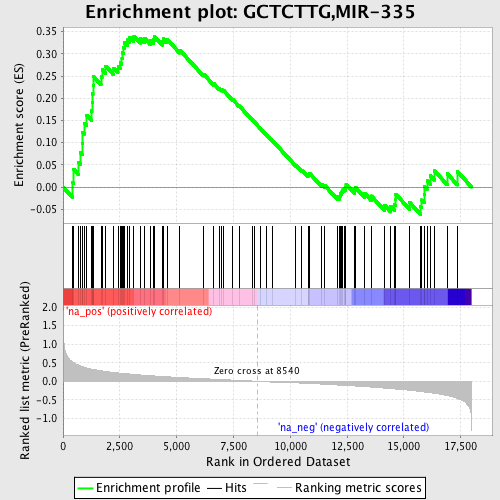 Enrichment plot: GCTCTTG,MIR-335
Enrichment score (ES)
0.35
0.30
0.25
0.20
0.15
0.10
0.05
0.00
-0.05
'na_pos' (positively correlated)
Ranked list metric (PreRanked)
2.0
1.5
1.0
0.5
0.0
-0.5
-1.0
Zero cross at 8540
'na_neg' (negatively correlated)
0
2,500
5,000
7,500
10,000
12,500
15,000
17,500
Rank in Ordered Dataset
Enrichment profile
Hits
Ranking metric scores